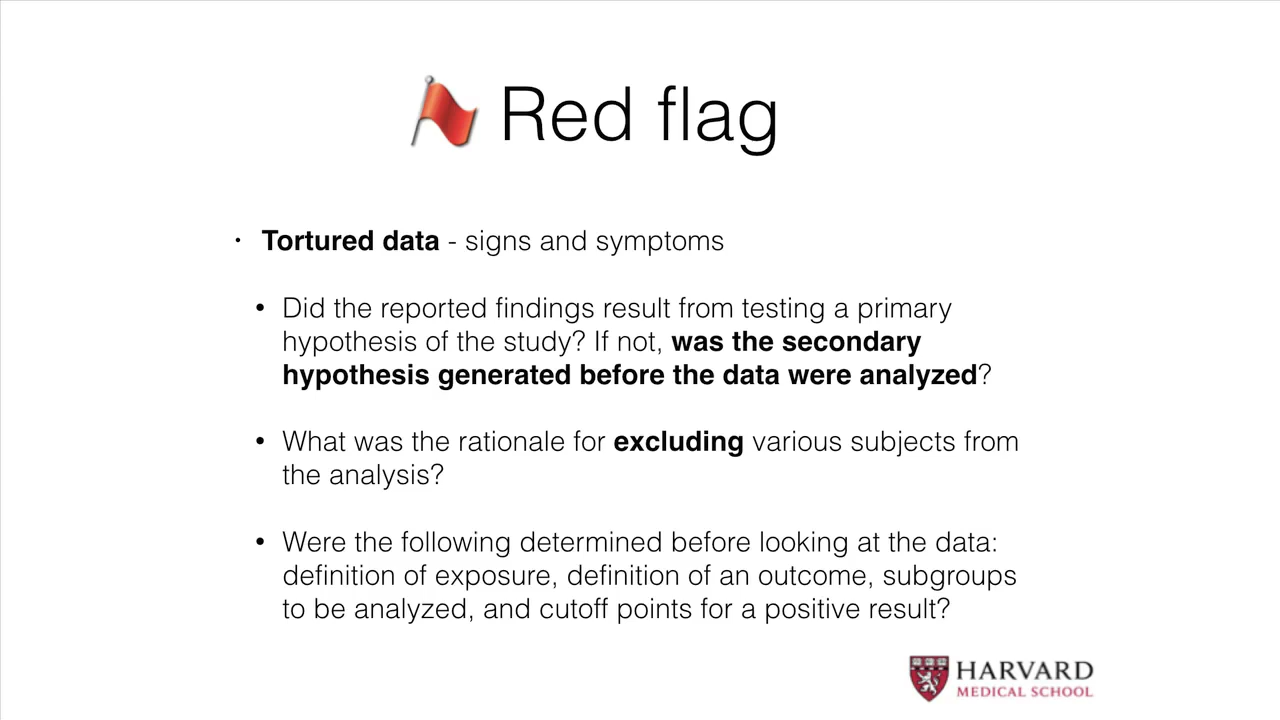 Red flag
• Tortured data - signs and symptoms
• Did the reported findings result from testing a primary
hypothesis of the study? If not, was the secondary
hypothesis generated before the data were analyzed?
• What was the rationale for excluding various subjects from
the analysis?
• Were the following determined before looking at the data:
definition of exposure, definition of an outcome, subgroups
to be analyzed, and cutoff points for a positive result?
HARVARD
MEDICAL SCHOOL